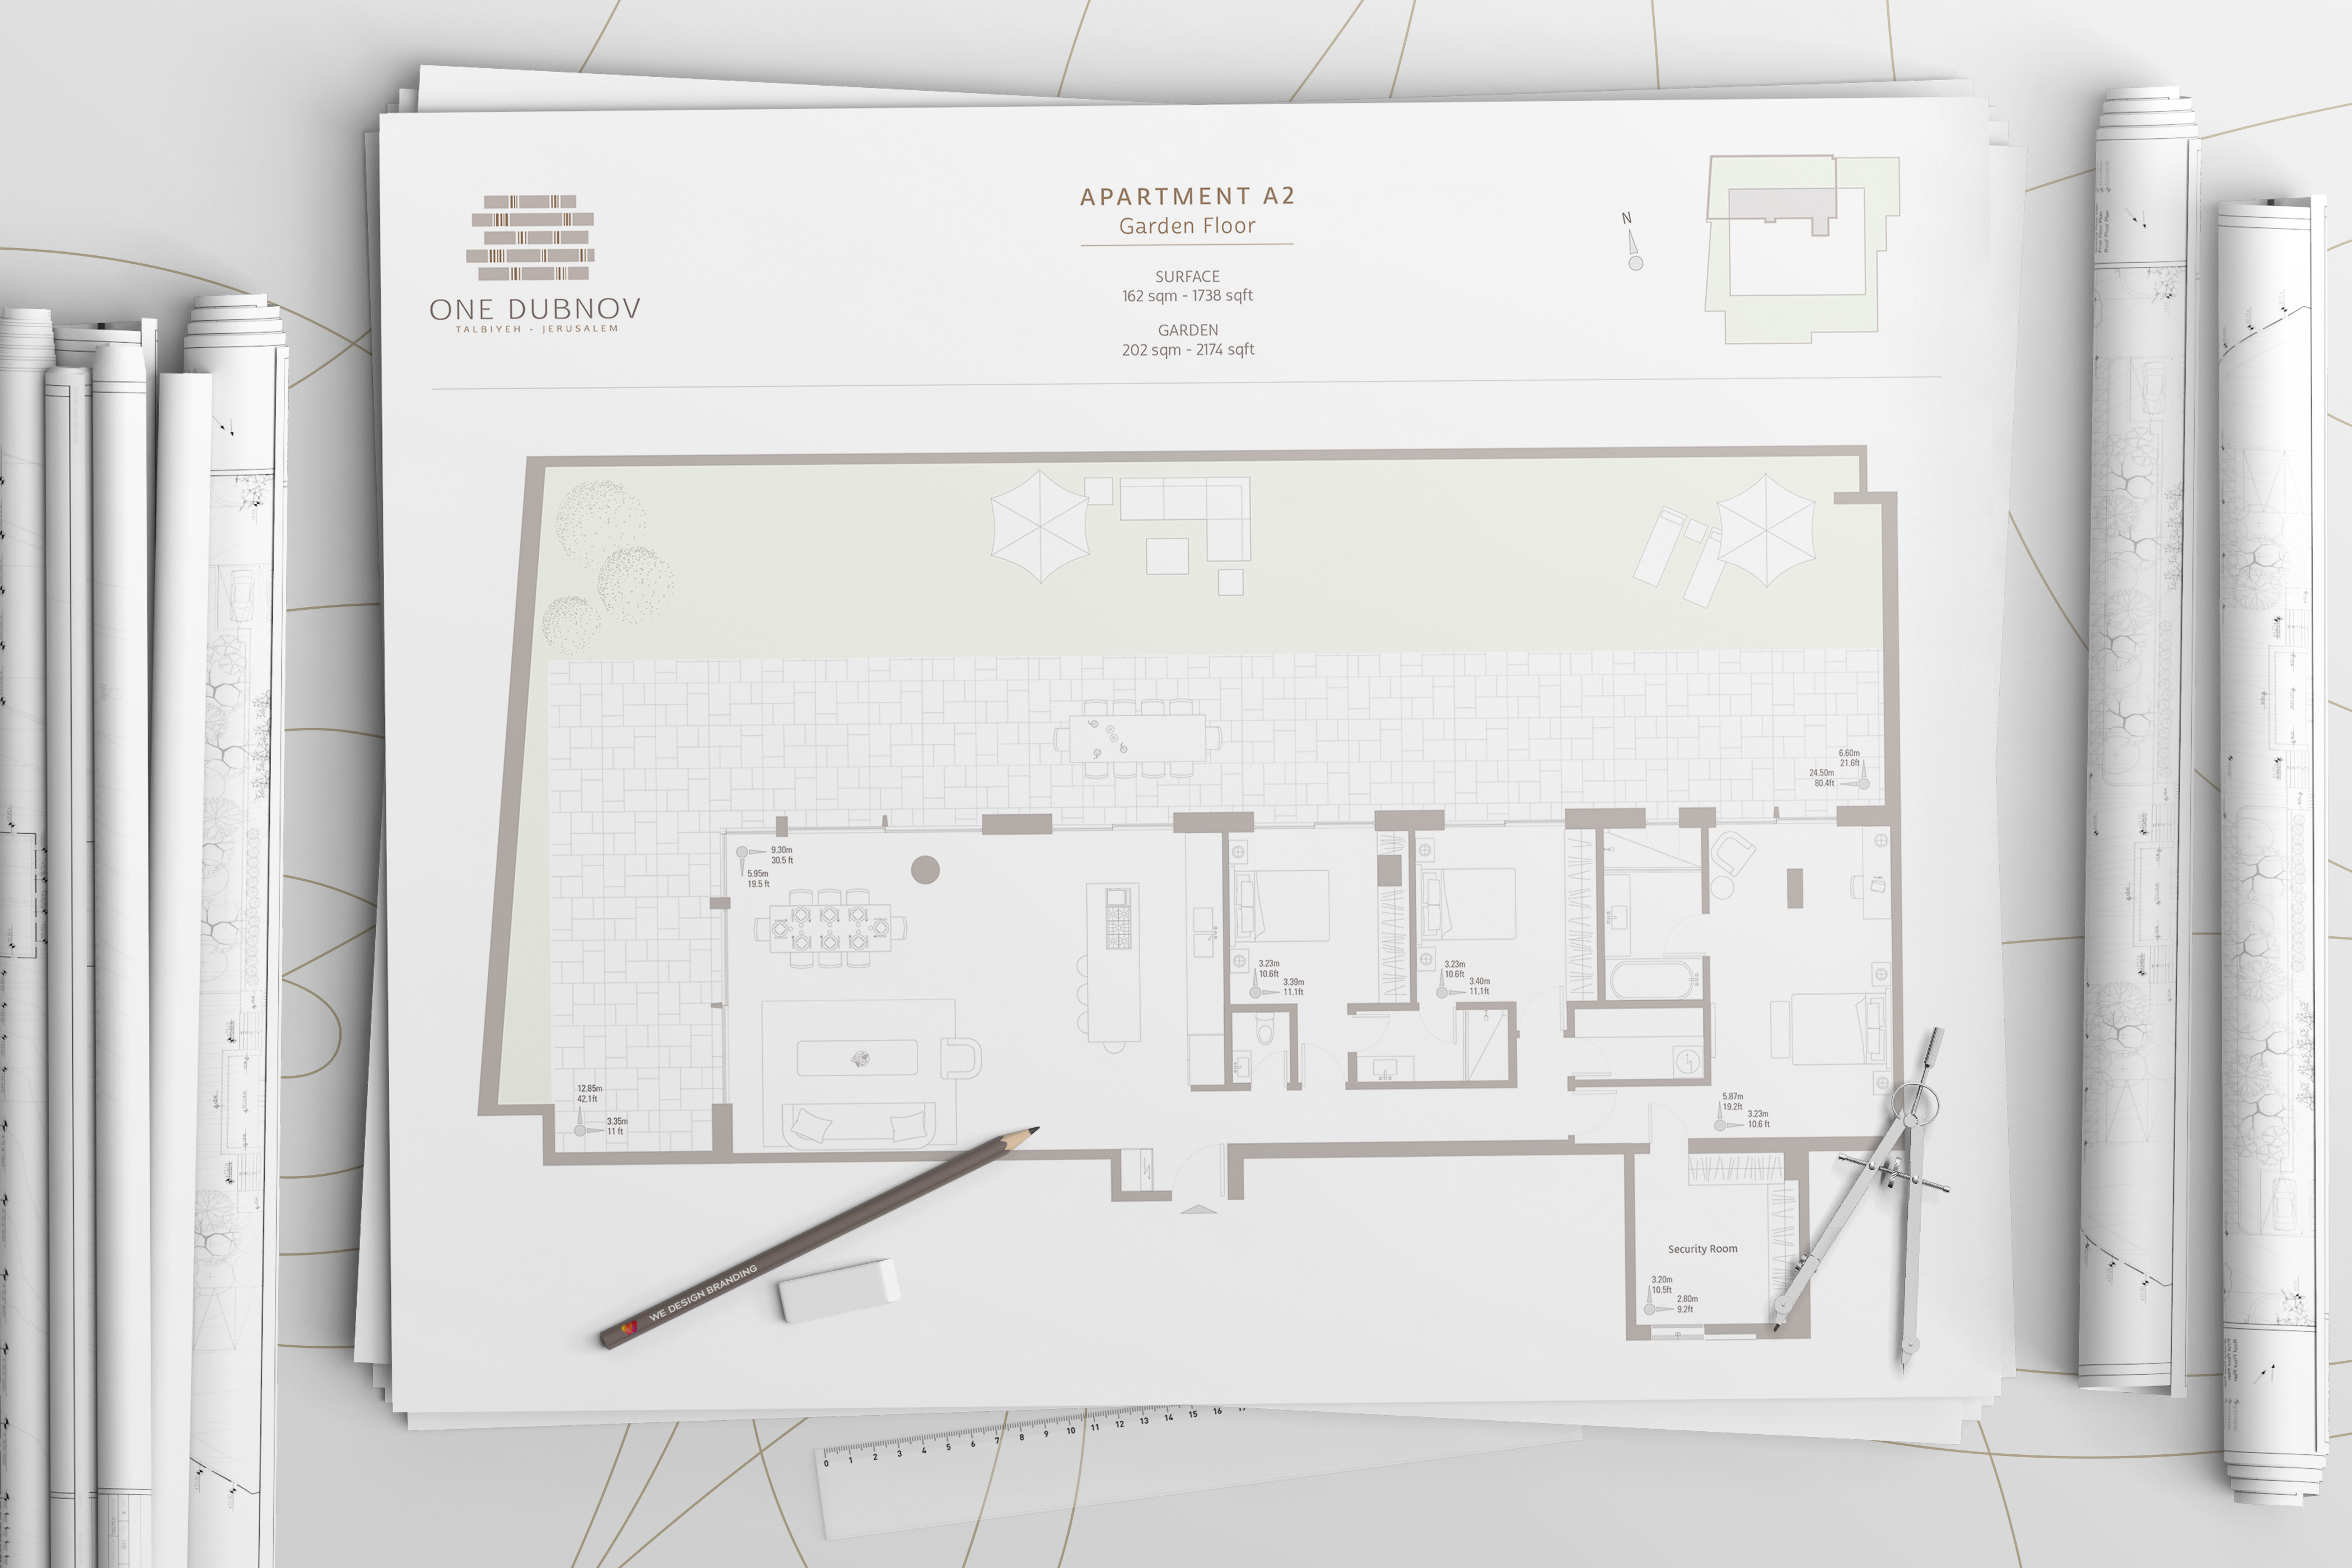 ONE DUBNOV
TALBIYEH - JERUSALEM
APARTMENT A2
Garden Floor
SURFACE
162 sqm - 1738 sqft
GARDEN
202 sqm - 2174 sqft
N
6.60m
21.6ft
24.50m
80.4ft
9.30m
30.5 ft
5.95m
19.5 ft
3.23m
10.6ft
3.39m
11.1ft
3.23m
10.6ft
3.40m
11.1ft
12.85m
42.1ft
3.35m
11 ft
5.87m
19.2ft
3.23m
10.6 ft
Security Room
3.20m
10.5ft
2.80m
9.2ft
WE DESIGN BRANDING
0 1 2 3 4 5 6 7 8 9 10 11 12 13 14 15 16